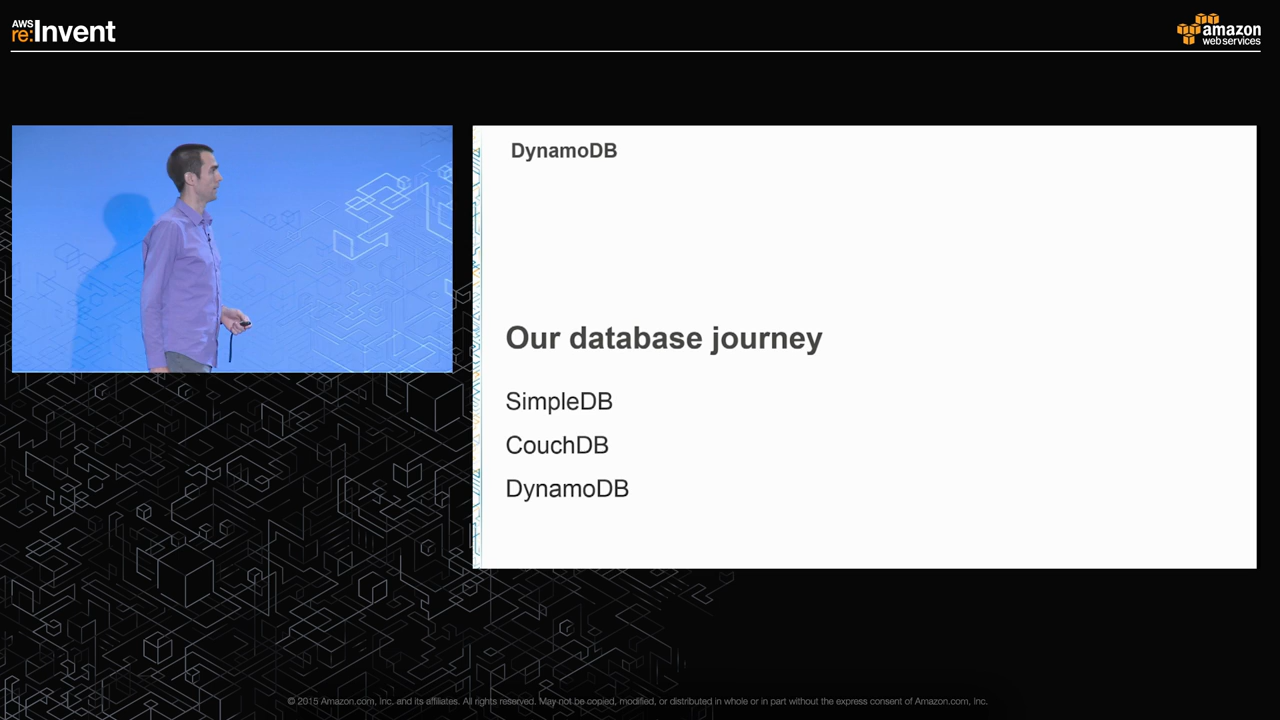 AWS
re:Invent
amazon
webservices
DynamoDB
Our database journey
SimpleDB
CouchDB
DynamoDB
© 2015 Amazon.com, Inc. and its affiliates. All rights reserved. May not be copied, modified, or distributed in whole or in part without the express consent of Amazon.com, Inc.